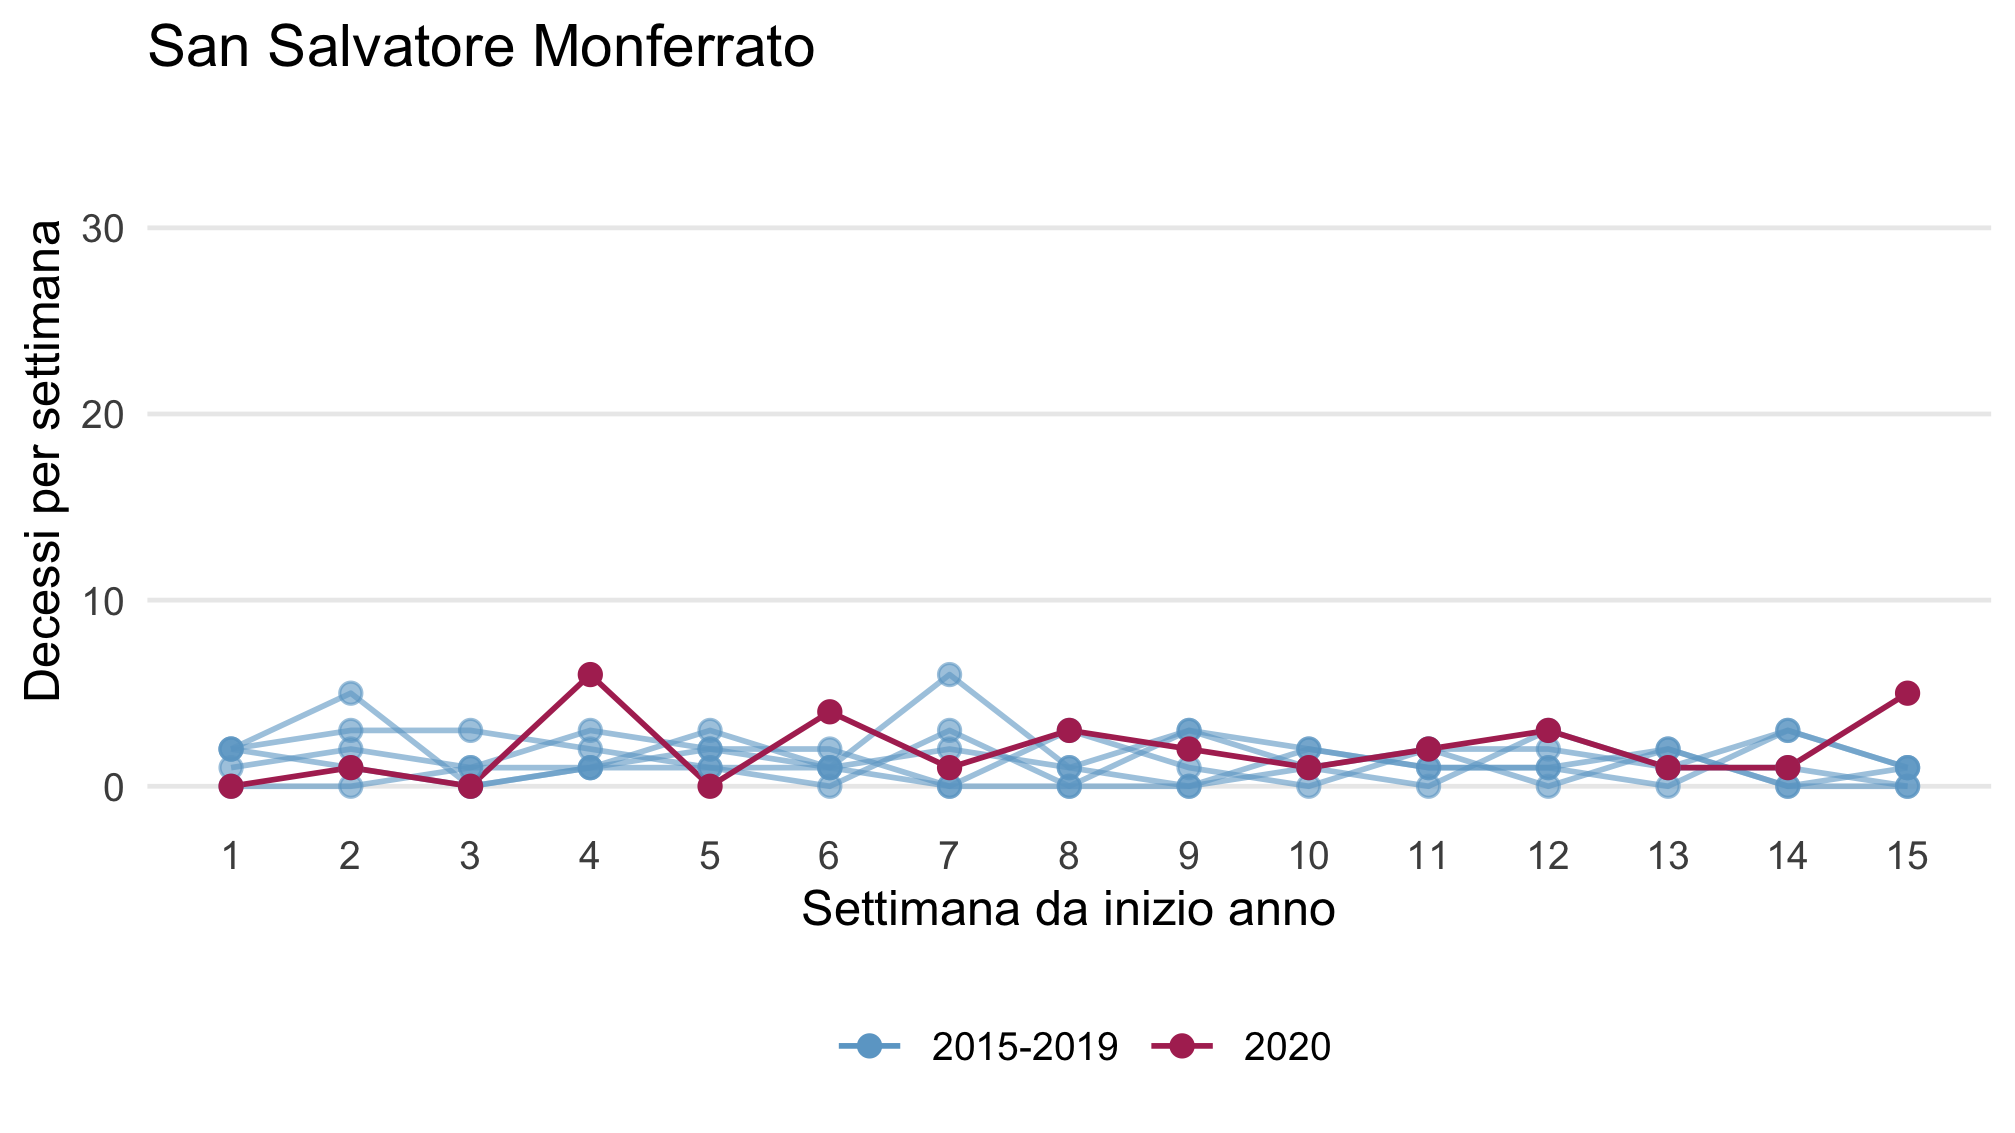 San Salvatore Monferrato
Decessi per settimana
30
20
10
0
1 2 3 4 5 6 7 8 9 10 11 12 13 14 15
Settimana da inizio anno
2015-2019 2020